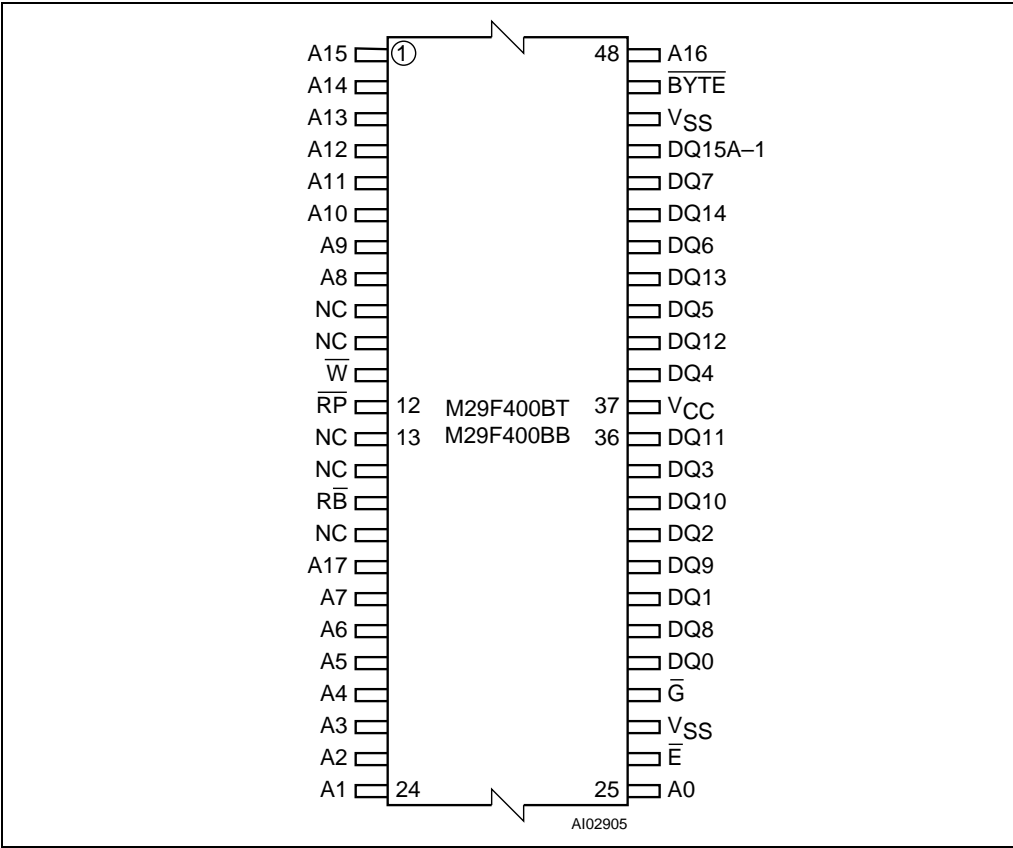 A15 ① 48 A16
A14 B̅Y̅T̅E̅
A13 VSS
A12 DQ15A–1
A11 DQ7
A10 DQ14
A9 DQ6
A8 DQ13
NC DQ5
NC DQ12
W̅ DQ4
R̅P̅ 12 M29F400BT 37 VCC
NC 13 M29F400BB 36 DQ11
NC DQ3
RB̅ DQ10
NC DQ2
A17 DQ9
A7 DQ1
A6 DQ8
A5 DQ0
A4 G̅
A3 VSS
A2 E̅
A1 24 25 A0
AI02905